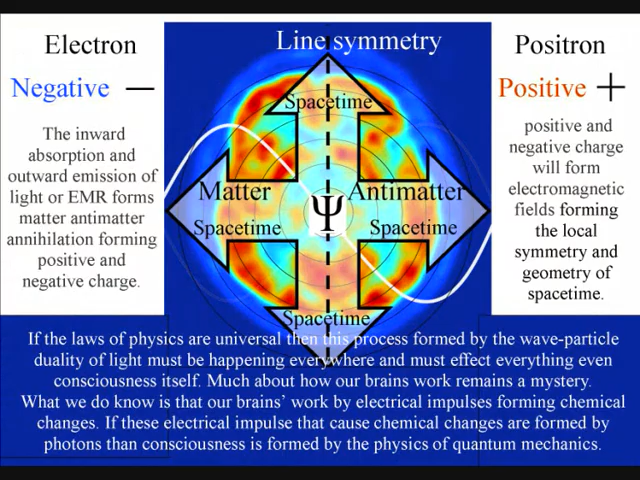 Electron
Line symmetry
Positron
Negative —
Positive +
Spacetime
The inward
absorption and
outward emission of
light or EMR forms
matter antimatter
annihilation forming
positive and
negative charge.
Matter
Antimatter
Ψ
Spacetime
Spacetime
Spacetime
positive and
negative charge
will form
electromagnetic
fields forming
the local
symmetry and
geometry of
spacetime.
If the laws of physics are universal then this process formed by the wave-particle
duality of light must be happening everywhere and must effect everything even
consciousness itself. Much about how our brains work remains a mystery.
What we do know is that our brains’ work by electrical impulses forming chemical
changes. If these electrical impulse that cause chemical changes are formed by
photons than consciousness is formed by the physics of quantum mechanics.